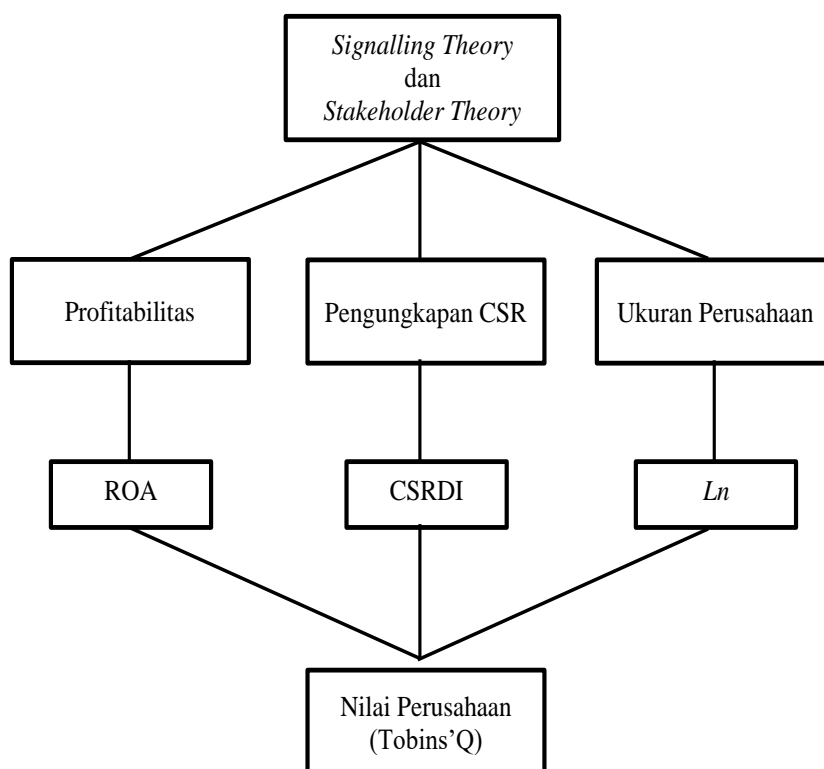 Signalling Theory
dan
Stakeholder Theory
Profitabilitas
Pengungkapan CSR
Ukuran Perusahaan
ROA
CSRDI
Ln
Nilai Perusahaan
(Tobins’Q)